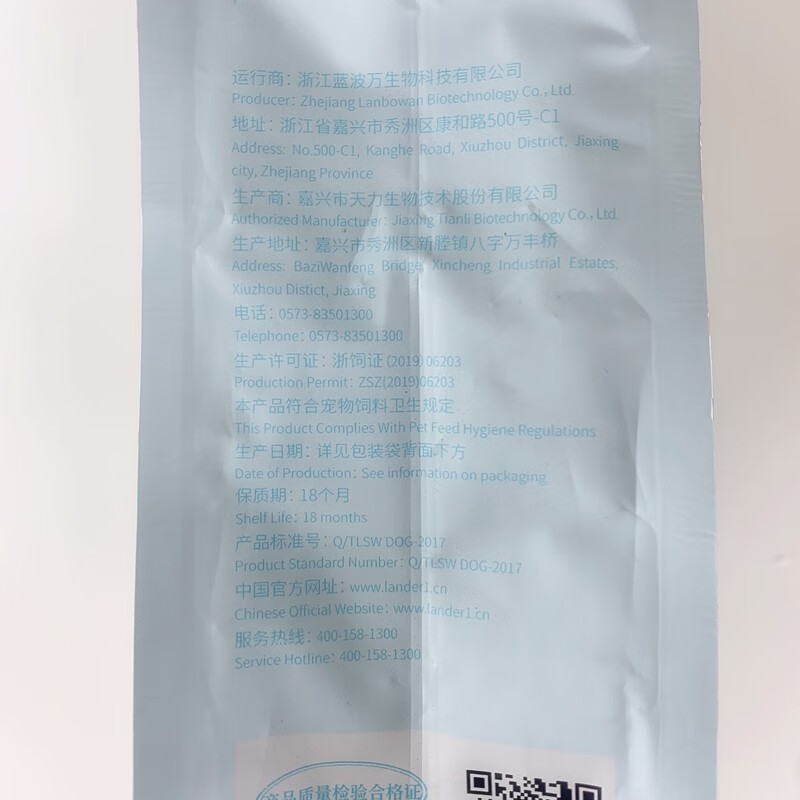 运行商：浙江蓝波万生物科技有限公司
Producer: Zhejiang Lanbowan Biotechnology Co., Ltd.
地址：浙江省嘉兴市秀洲区康和路500号-C1
Address: No.500-C1, Kanghe Road, Xiuzhou District, Jiaxing
city, Zhejiang Province
生产商：嘉兴市天力生物技术股份有限公司
Authorized Manufacturer: Jiaxing Tianli Biotechnology Co., Ltd.
生产地址：嘉兴市秀洲区新塍镇八字万丰桥
Address: BaziWanfeng Bridge, Xincheng Industrial Estates,
Xiuzhou Distict, Jiaxing
电话：0573-83501300
Telephone: 0573-83501300
生产许可证：浙饲证(2019)06203
Production Permit: ZSZ(2019)06203
本产品符合宠物饲料卫生规定
This Product Complies With Pet Feed Hygiene Regulations
生产日期：详见包装袋背面下方
Date of Production: See information on packaging
保质期：18个月
Shelf Life: 18 months
产品标准号：Q/TLSW DOG-2017
Product Standard Number: Q/TLSW DOG-2017
中国官方网址：www.lander1.cn
Chinese Official Website: www.lander1.cn
服务热线：400-158-1300
Service Hotline: 400-158-1300
产品质量检验合格证